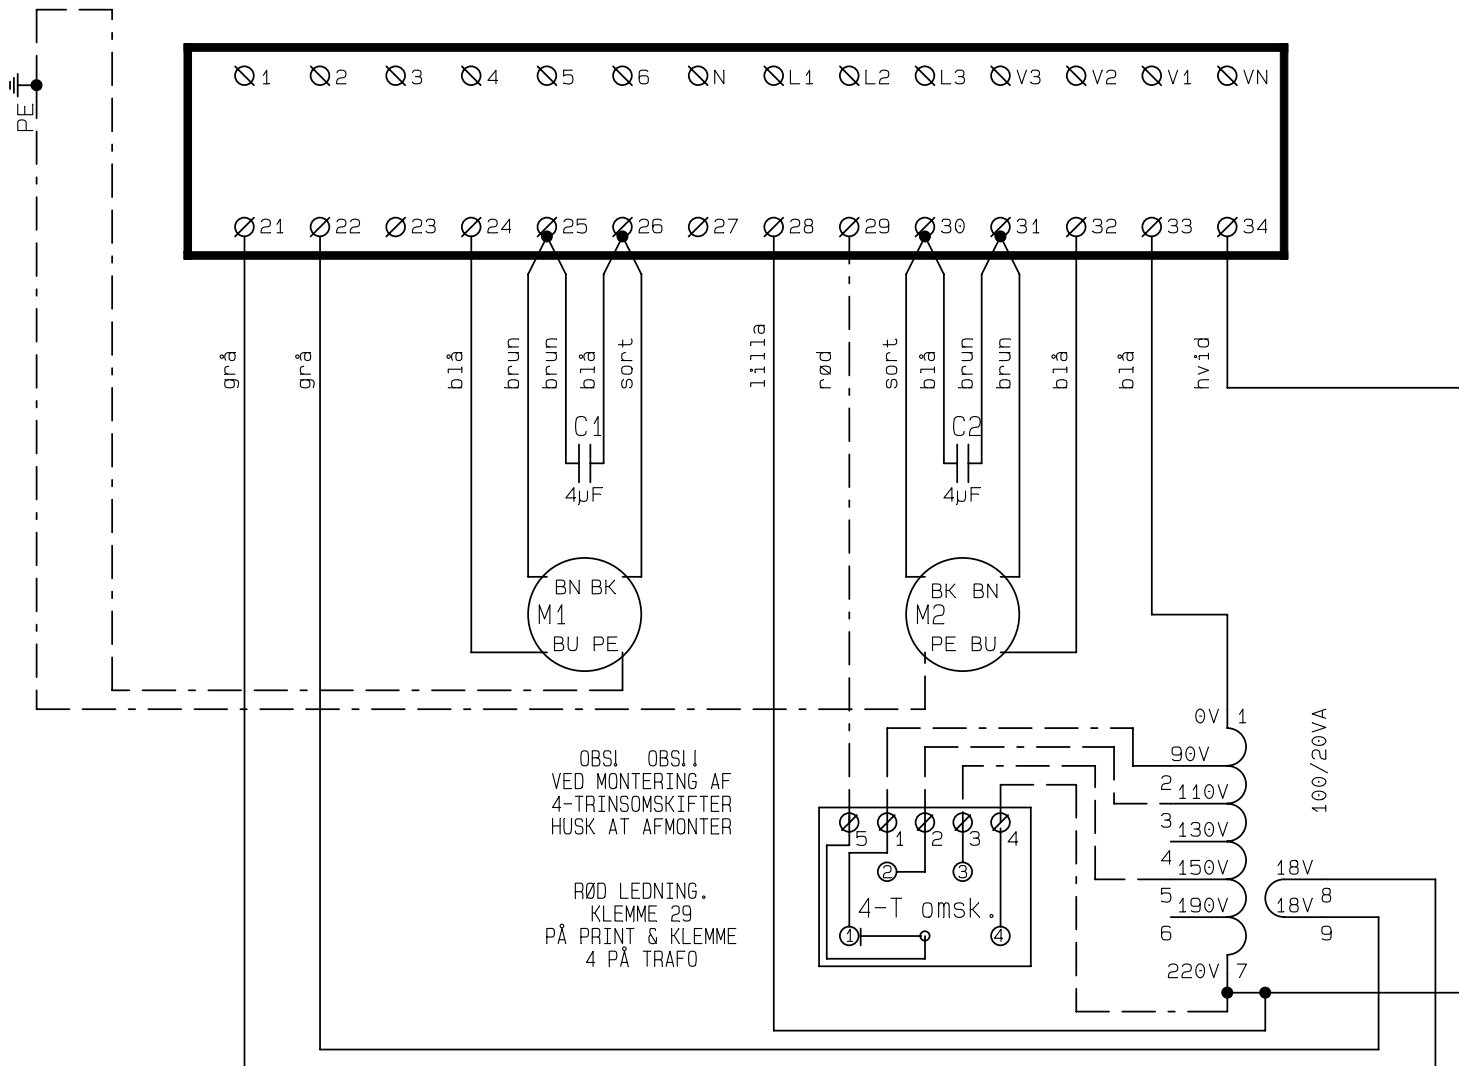 1 2 3 4 5 6 N L1 L2 L3 V3 V2 V1 VN
PE
21 22 23 24 25 26 27 28 29 30 31 32 33 34
grå grå blå brun brun blå sort lilla rød sort blå brun brun blå blå hvid
C1 C2
4µF 4µF
BN BK
M1
BU PE
BK BN
M2
PE BU
0V 1
90V
2 110V
3 130V
4 150V
5 190V
6
220V 7
100/20VA
18V
18V 8
9
OBS! OBS!!
VED MONTERING AF
4-TRINSOMSKIFTER
HUSK AT AFMONTER
RØD LEDNING.
KLEMME 29
PÅ PRINT & KLEMME
4 PÅ TRAFO
5 1 2 3 4
2 3
4-T omsk.
1 4